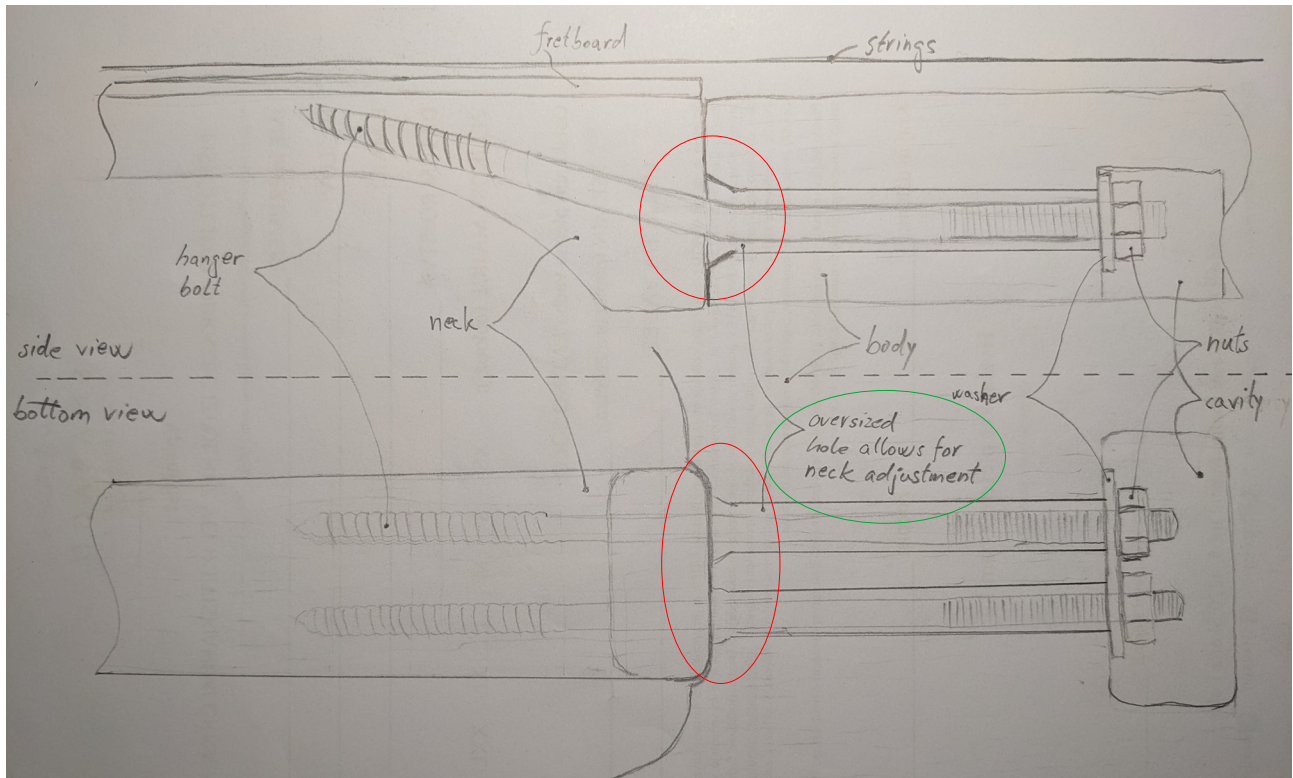 fretboard
strings
hanger
bolt
neck
body
nuts
side view
washer
cavity
bottom view
oversized
hole allows for
neck adjustment